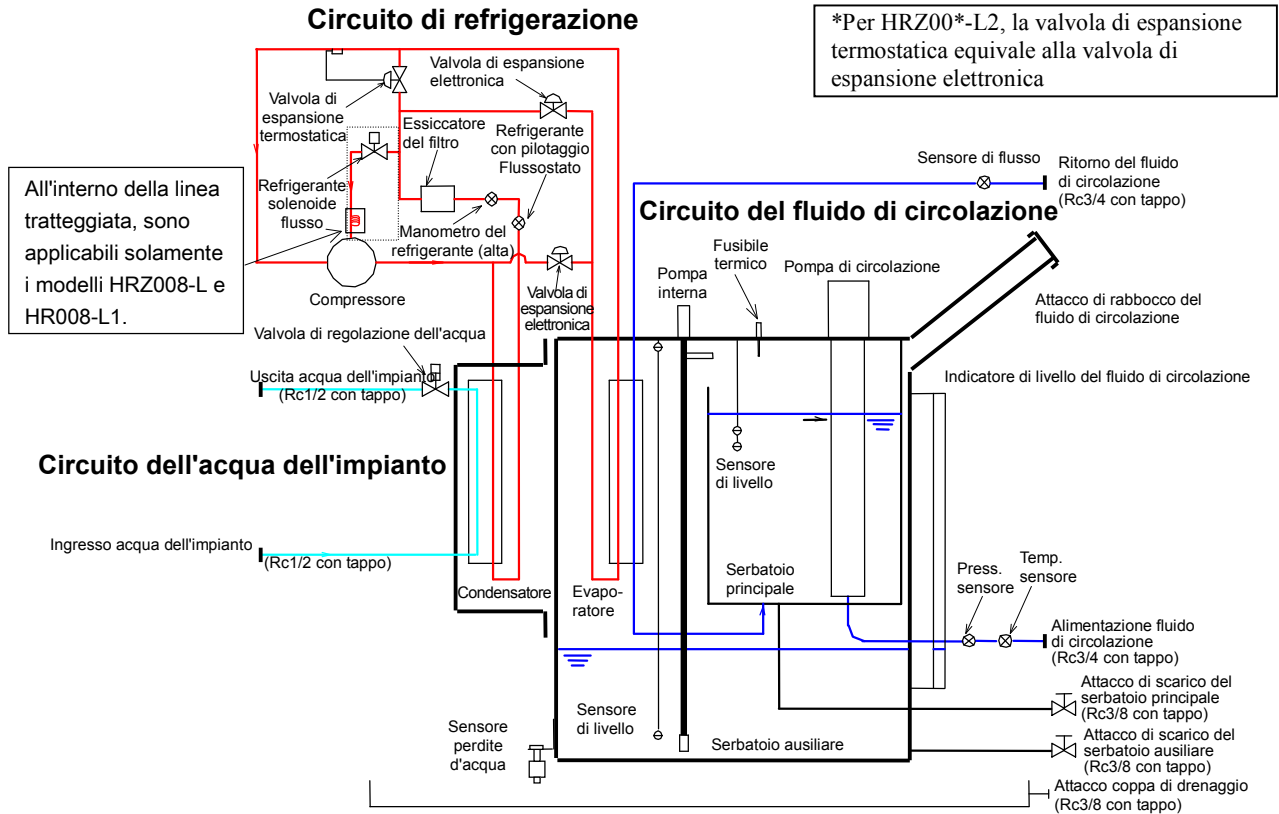 Circuito di refrigerazione
*Per HRZ00*-L2, la valvola di espansione
termostatica equivale alla valvola di
espansione elettronica
Valvola di espansione
elettronica
Valvola di
espansione
termostatica
Essiccatore
del filtro
Refrigerante
con pilotaggio
Flussostato
All'interno della linea
tratteggiata, sono
applicabili solamente
i modelli HRZ008-L e
HR008-L1.
Refrigerante
solenoide
flusso
Manometro del
refrigerante (alta)
Compressore
Valvola di
espansione
elettronica
Sensore di flusso
Ritorno del fluido
di circolazione
(Rc3/4 con tappo)
Circuito del fluido di circolazione
Fusibile
termico
Pompa di circolazione
Pompa
interna
Attacco di rabbocco del
fluido di circolazione
Valvola di regolazione dell'acqua
Uscita acqua dell'impianto
(Rc1/2 con tappo)
Indicatore di livello del fluido di circolazione
Circuito dell'acqua dell'impianto
Sensore
di livello
Ingresso acqua dell'impianto
(Rc1/2 con tappo)
Condensatore
Evapo-
ratore
Serbatoio
principale
Press.
sensore
Temp.
sensore
Alimentazione fluido
di circolazione
(Rc3/4 con tappo)
Attacco di scarico del
serbatoio principale
(Rc3/8 con tappo)
Sensore
perdite
d'acqua
Sensore
di livello
Serbatoio ausiliare
Attacco di scarico del
serbatoio ausiliare
(Rc3/8 con tappo)
Attacco coppa di drenaggio
(Rc3/8 con tappo)